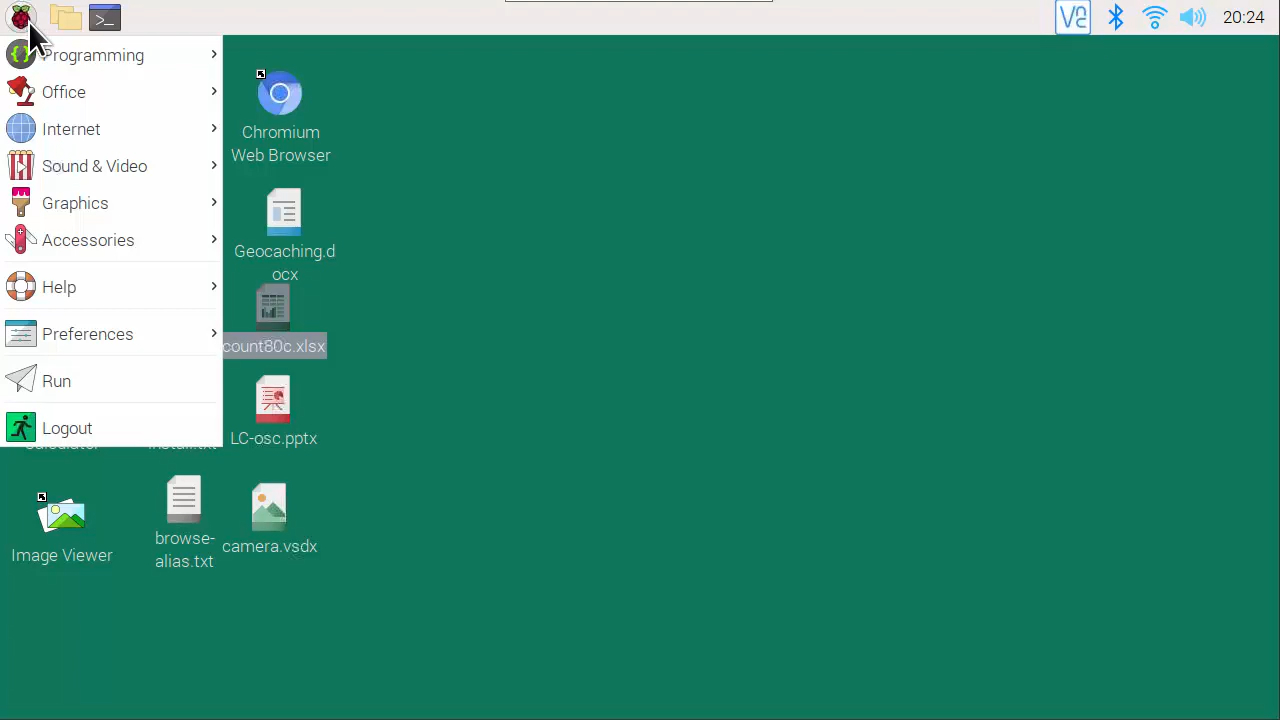 20:24
Programming
Office
Internet
Sound & Video
Graphics
Accessories
Help
Preferences
Run
Logout
Chromium
Web Browser
Geocaching.d
ocx
count80c.xlsx
LC-osc.pptx
Image Viewer
browse-
alias.txt
camera.vsdx